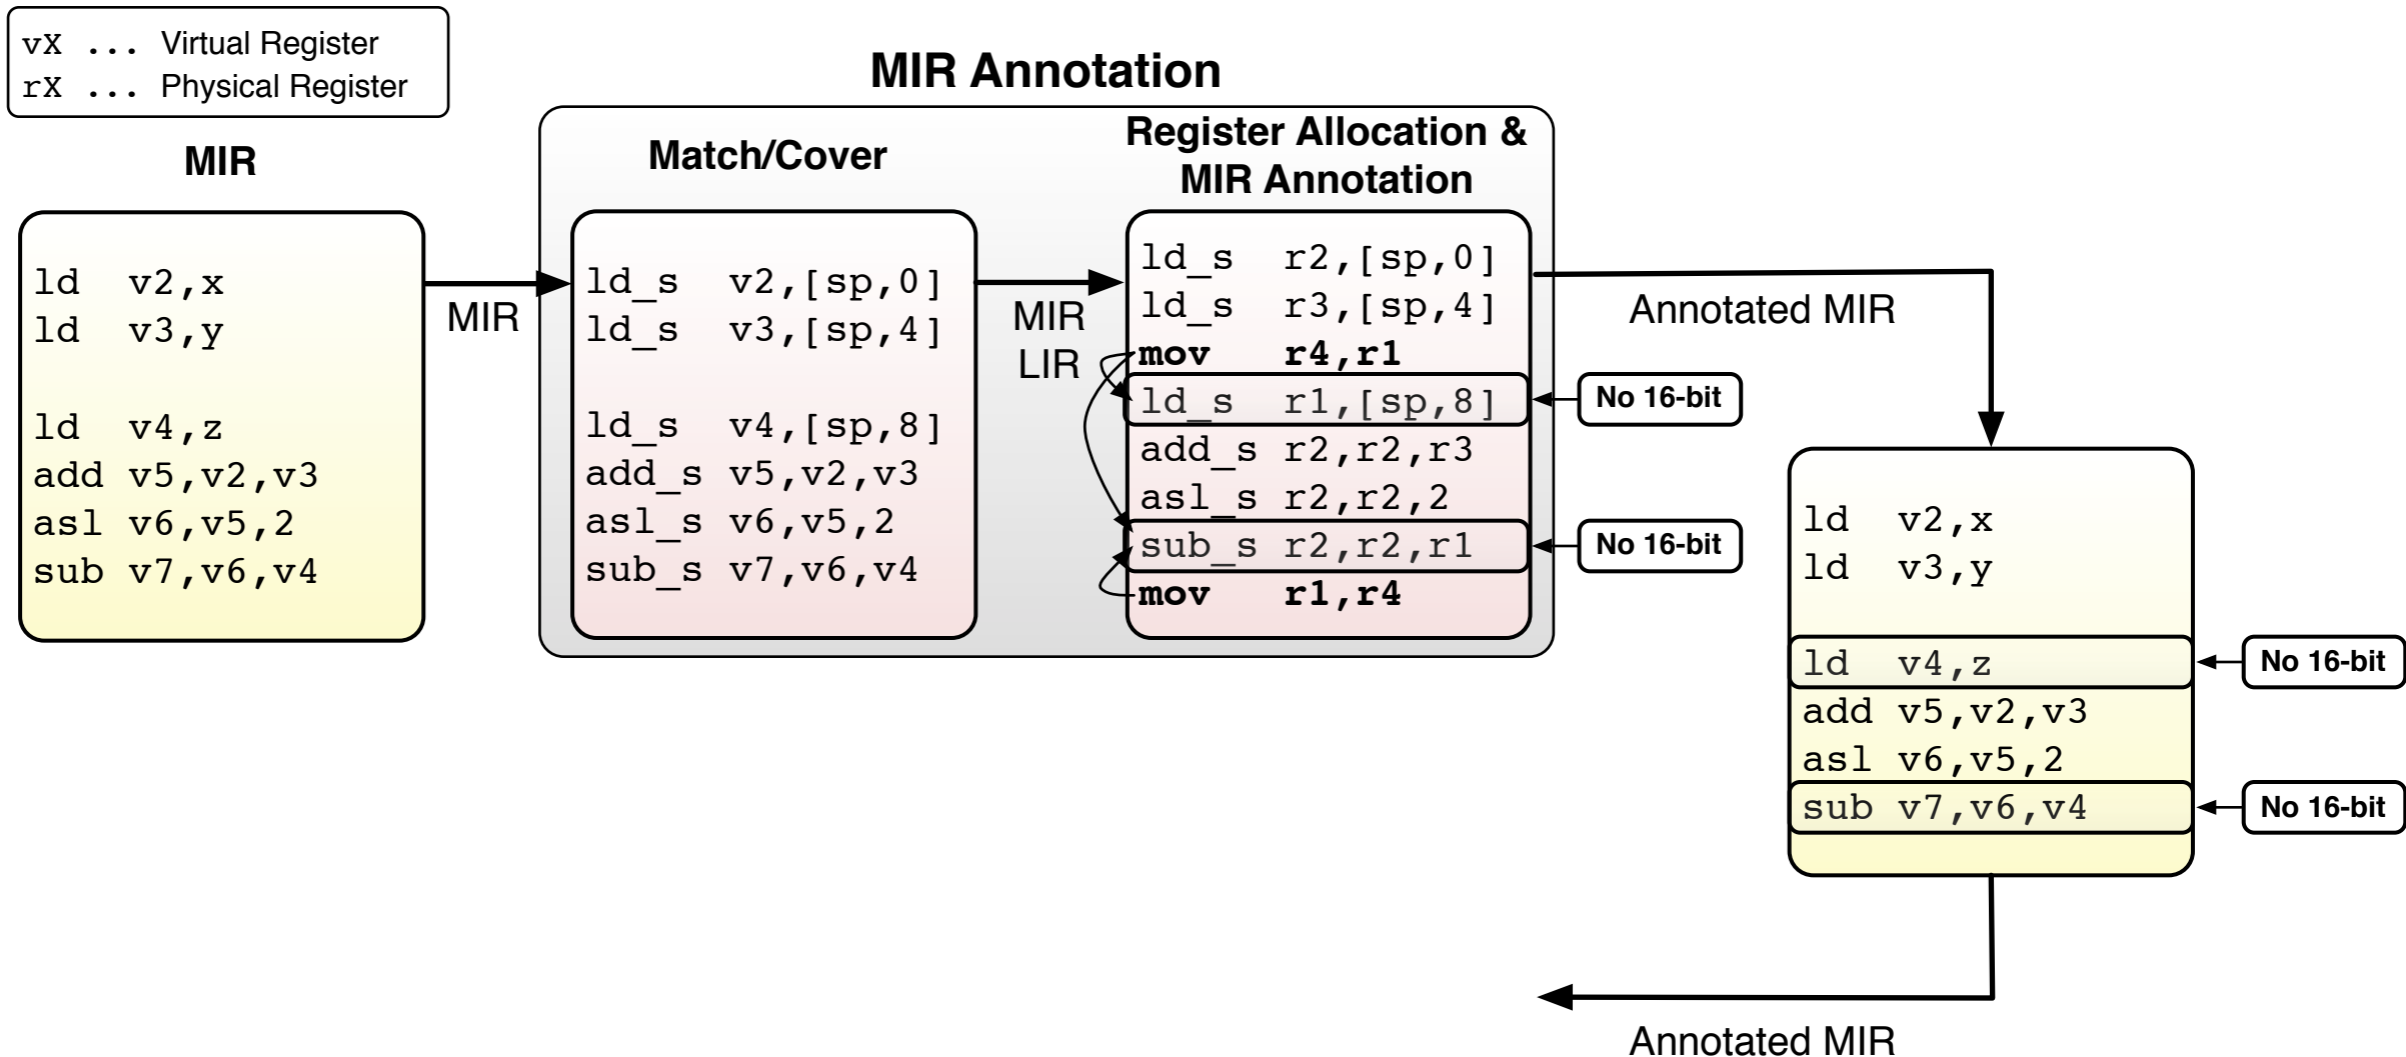 vX ... Virtual Register
rX ... Physical Register
MIR Annotation
MIR
ld v2,x
ld v3,y
ld v4,z
add v5,v2,v3
asl v6,v5,2
sub v7,v6,v4
MIR
Match/Cover
ld_s v2,[sp,0]
ld_s v3,[sp,4]
ld_s v4,[sp,8]
add_s v5,v2,v3
asl_s v6,v5,2
sub_s v7,v6,v4
MIR
LIR
Register Allocation &
MIR Annotation
ld_s r2,[sp,0]
ld_s r3,[sp,4]
mov r4,r1
ld_s r1,[sp,8]
add_s r2,r2,r3
asl_s r2,r2,2
sub_s r2,r2,r1
mov r1,r4
No 16-bit
No 16-bit
Annotated MIR
ld v2,x
ld v3,y
ld v4,z
add v5,v2,v3
asl v6,v5,2
sub v7,v6,v4
No 16-bit
No 16-bit
Annotated MIR